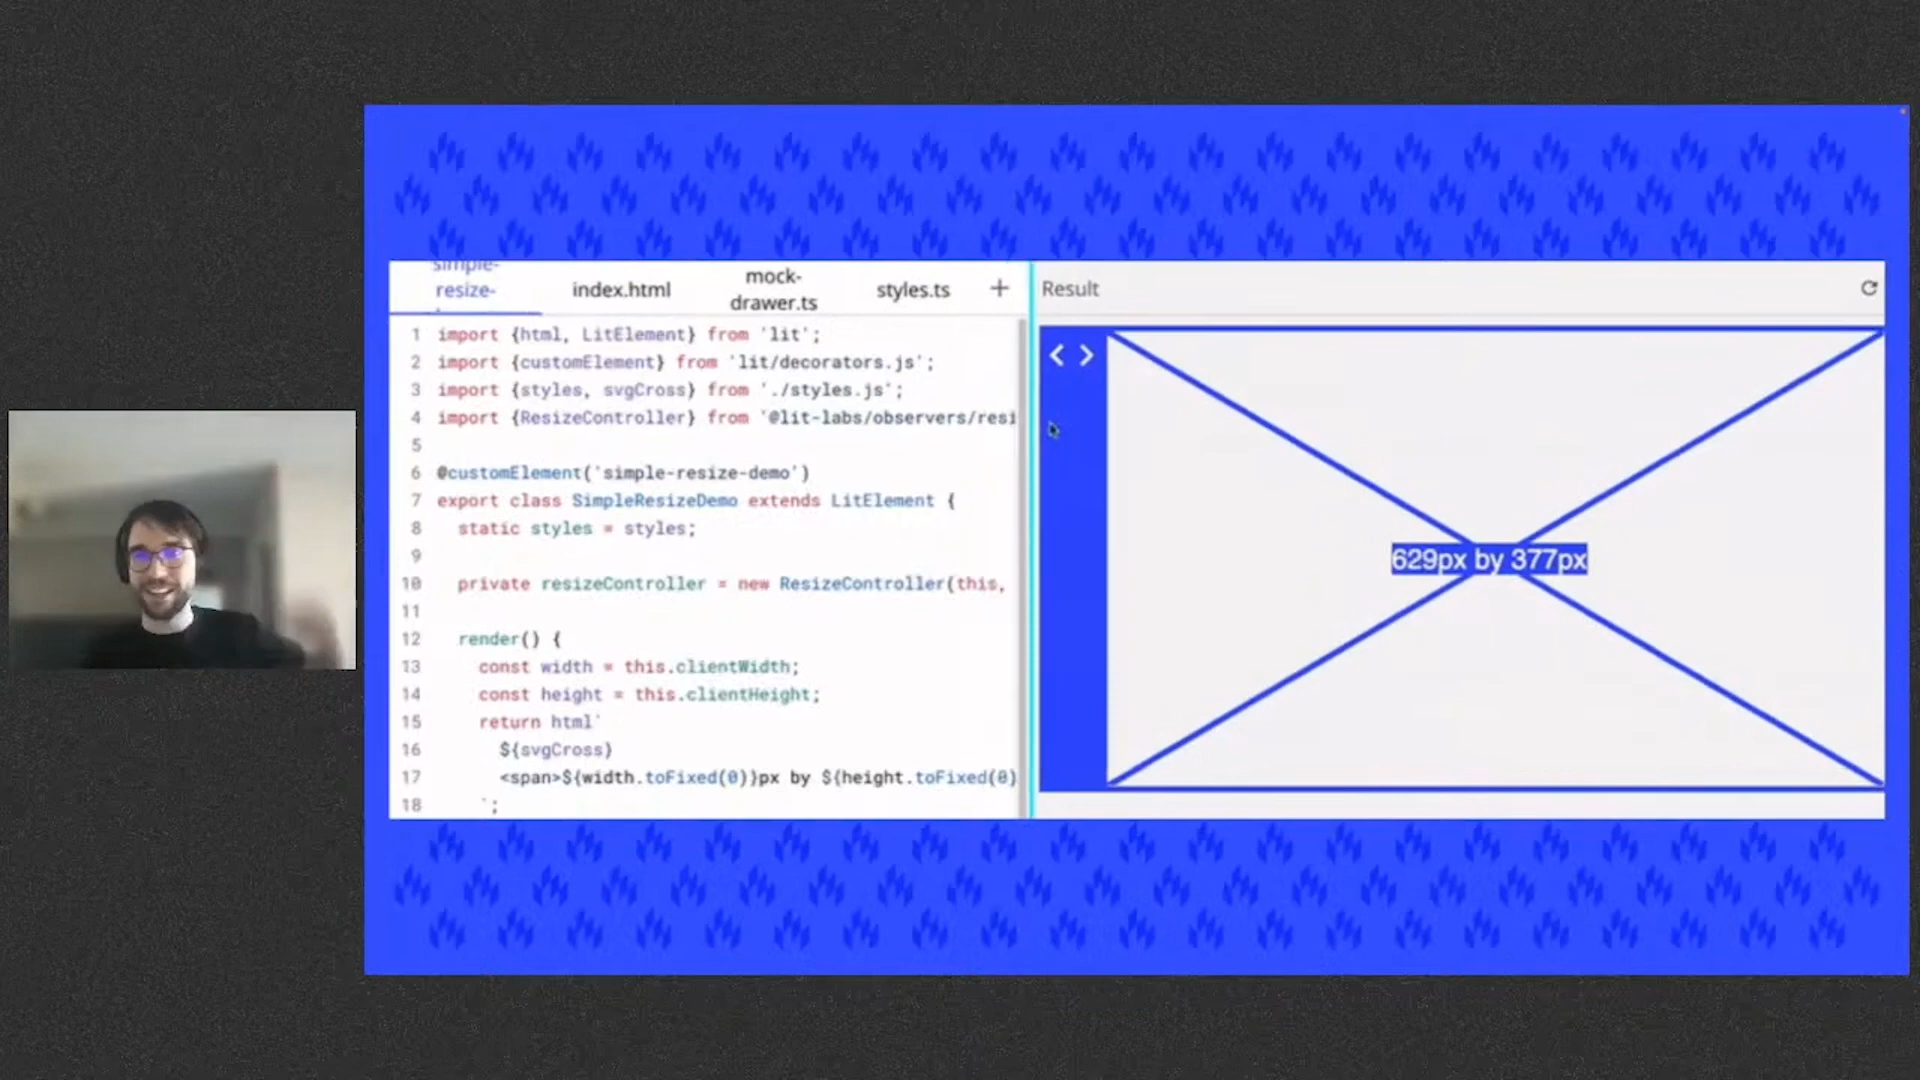 simple-
resize-
index.html
mock-
drawer.ts
styles.ts
+
Result
1 import {html, LitElement} from 'lit';
2 import {customElement} from 'lit/decorators.js';
3 import {styles, svgCross} from './styles.js';
4 import {ResizeController} from '@lit-labs/observers/resi
5
6 @customElement('simple-resize-demo')
7 export class SimpleResizeDemo extends LitElement {
8 static styles = styles;
9
10 private resizeController = new ResizeController(this,
11
12 render() {
13 const width = this.clientWidth;
14 const height = this.clientHeight;
15 return html`
16 ${svgCross}
17 <span>${width.toFixed(0)}px by ${height.toFixed(0)
18 `;
629px by 377px